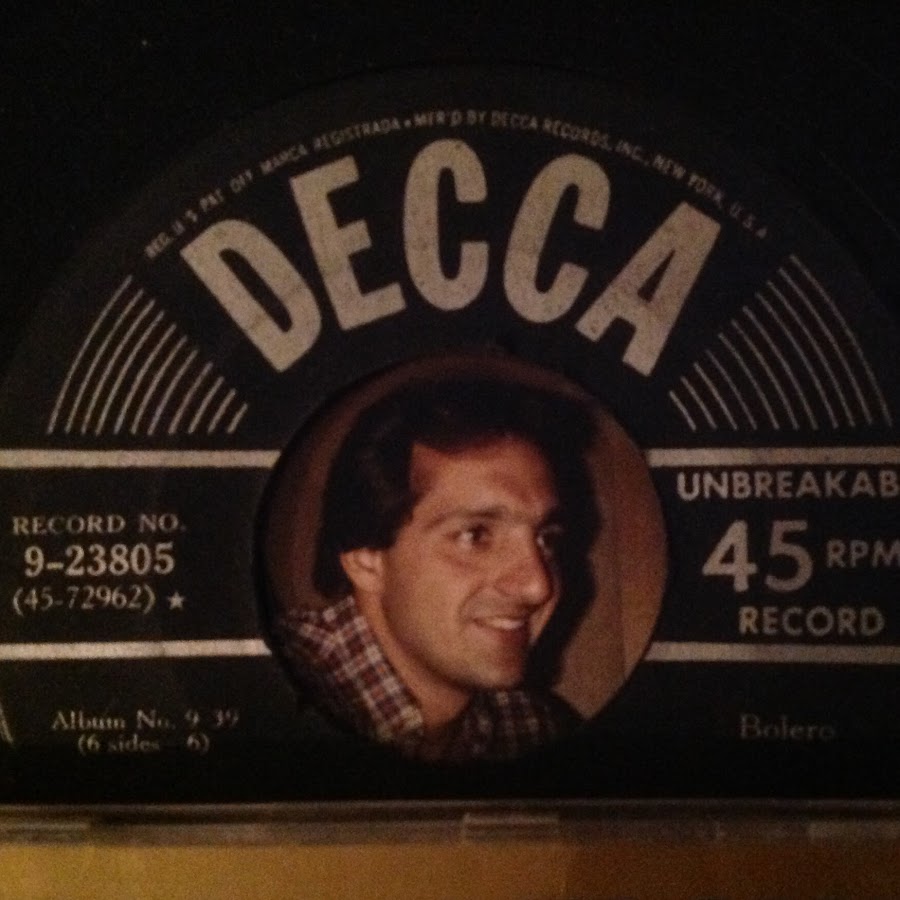 REG. U S PAT OFF MARCA REGISTRADA • MFR'D BY DECCA RECORDS, INC., NEW YORK, U.S.A
DECCA
RECORD NO.
9-23805
(45-72962) ★
Album No. 9-39
(6 sides - 6)
UNBREAKAB
45 RPM
RECORD
Bolero